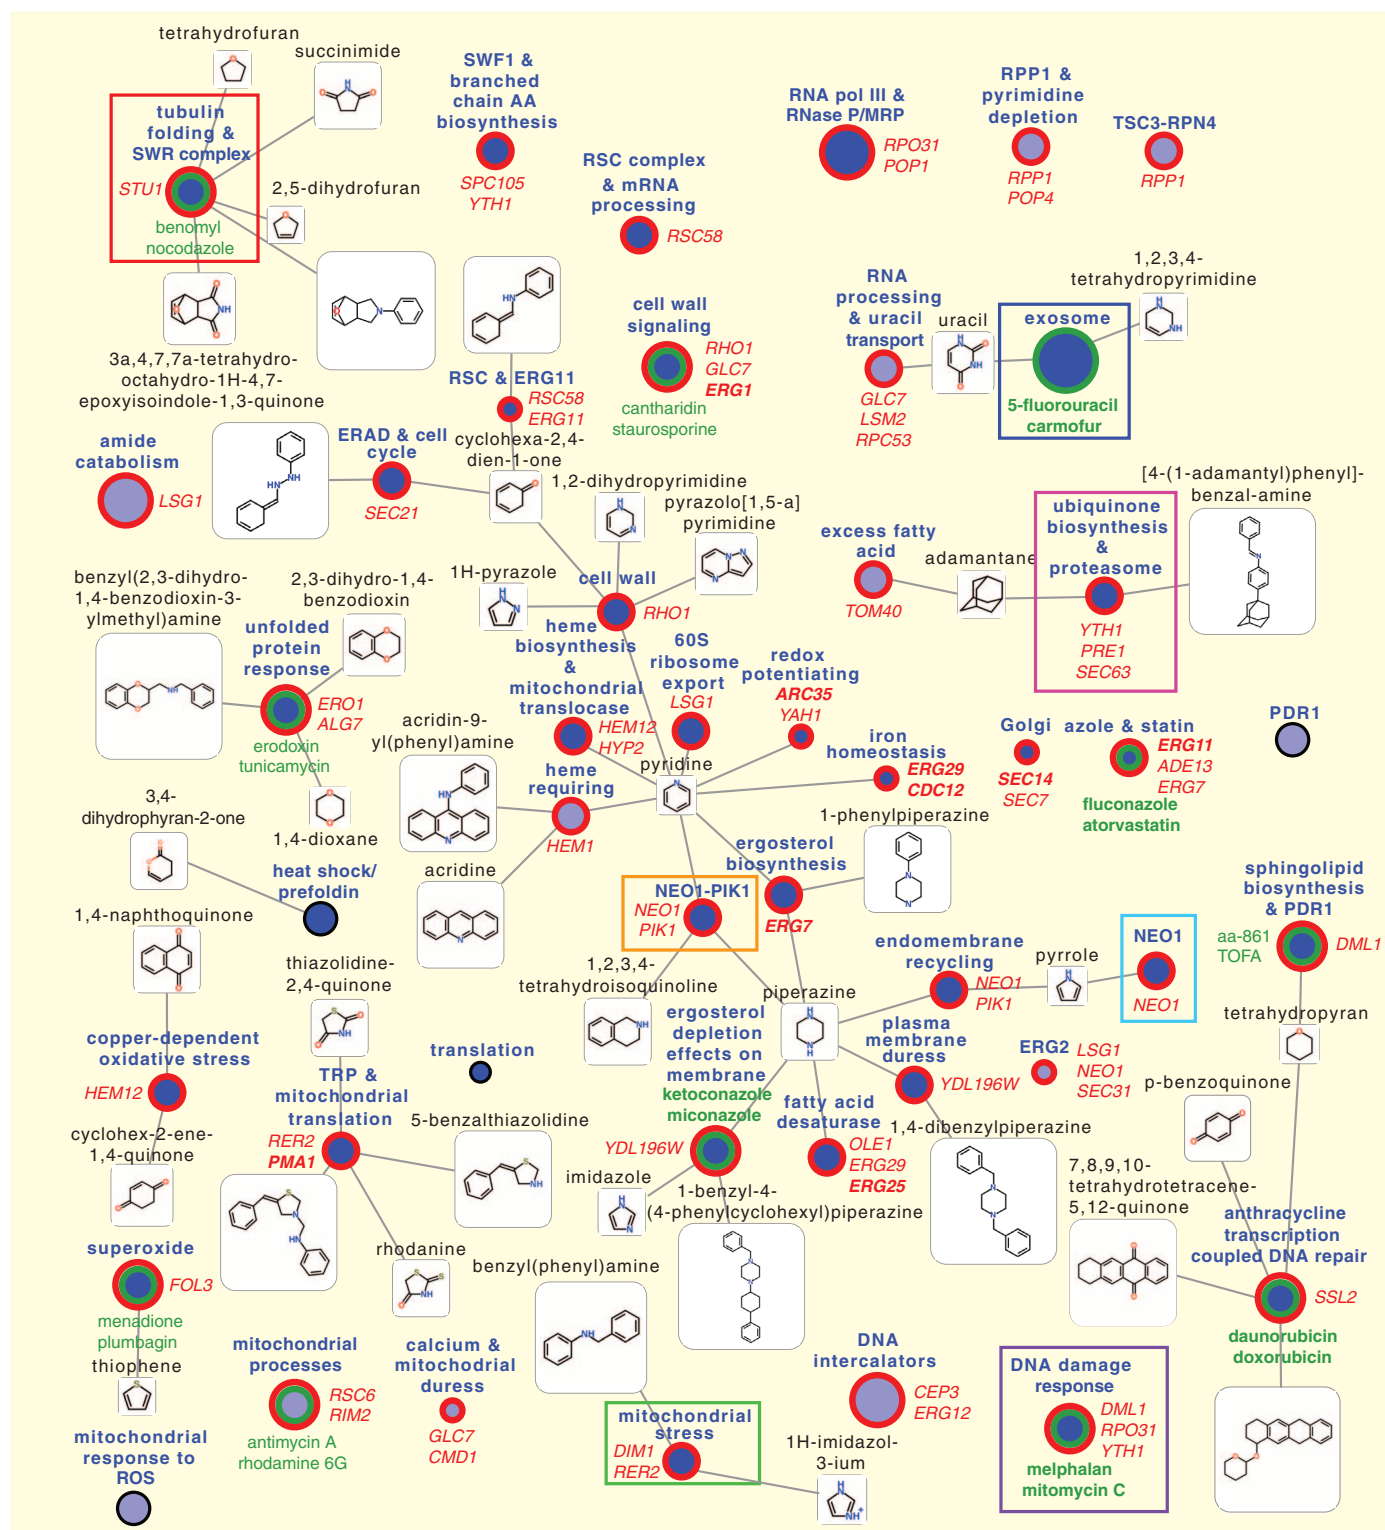 tetrahydrofuran
succinimide
tubulin
folding &
SWR complex
STU1
benomyl
nocodazole
2,5-dihydrofuran
3a,4,7,7a-tetrahydro-
octahydro-1H-4,7-
epoxyisoindole-1,3-quinone
SWF1 &
branched
chain AA
biosynthesis
SPC105
YTH1
RSC complex
& mRNA
processing
RSC58
RNA pol III &
RNase P/MRP
RPO31
POP1
RPP1 &
pyrimidine
depletion
RPP1
POP4
TSC3-RPN4
RPP1
cell wall
signaling
RHO1
GLC7
ERG1
cantharidin
staurosporine
RNA
processing
& uracil
transport
GLC7
LSM2
RPC53
uracil
exosome
5-fluorouracil
carmofur
1,2,3,4-
tetrahydropyrimidine
RSC & ERG11
RSC58
ERG11
cyclohexa-2,4-
dien-1-one
amide
catabolism
LSG1
ERAD & cell
cycle
SEC21
1,2-dihydropyrimidine
pyrazolo[1,5-a]
pyrimidine
1H-pyrazole
cell wall
RHO1
excess fatty
acid
TOM40
adamantane
ubiquinone
biosynthesis
&
proteasome
YTH1
PRE1
SEC63
[4-(1-adamantyl)phenyl]-
benzal-amine
benzyl(2,3-dihydro-
1,4-benzodioxin-3-
ylmethyl)amine
2,3-dihydro-1,4-
benzodioxin
unfolded
protein
response
ERO1
ALG7
erodoxin
tunicamycin
1,4-dioxane
heme
biosynthesis
&
mitochondrial
translocase
HEM12
HYP2
60S
ribosome
export
LSG1
redox
potentiating
ARC35
YAH1
iron
homeostasis
ERG29
CDC12
Golgi
SEC14
SEC7
azole & statin
ERG11
ADE13
ERG7
fluconazole
atorvastatin
PDR1
acridin-9-
yl(phenyl)amine
heme
requiring
HEM1
pyridine
acridine
3,4-
dihydrophyran-2-one
heat shock/
prefoldin
1-phenylpiperazine
ergosterol
biosynthesis
ERG7
NEO1-PIK1
NEO1
PIK1
1,2,3,4-
tetrahydroisoquinoline
sphingolipid
biosynthesis
& PDR1
aa-861
TOFA
DML1
1,4-naphthoquinone
thiazolidine-
2,4-quinone
endomembrane
recycling
NEO1
PIK1
pyrrole
NEO1
NEO1
piperazine
tetrahydropyran
copper-dependent
oxidative stress
HEM12
translation
TRP &
mitochondrial
translation
RER2
PMA1
ergosterol
depletion
effects on
membrane
ketoconazole
miconazole
YDL196W
plasma
membrane
duress
YDL196W
ERG2
LSG1
NEO1
SEC31
p-benzoquinone
fatty acid
desaturase
OLE1
ERG29
ERG25
1,4-dibenzylpiperazine
cyclohex-2-ene-
1,4-quinone
5-benzalthiazolidine
imidazole
1-benzyl-4-
(4-phenylcyclohexyl)piperazine
7,8,9,10-
tetrahydrotetracene-
5,12-quinone
anthracycline
transcription
coupled DNA repair
SSL2
daunorubicin
doxorubicin
superoxide
FOL3
menadione
plumbagin
thiophene
rhodanine
benzyl(phenyl)amine
mitochondrial
processes
RSC6
RIM2
antimycin A
rhodamine 6G
calcium &
mitochodrial
duress
GLC7
CMD1
DNA
intercalators
CEP3
ERG12
DNA damage
response
DML1
RPO31
YTH1
melphalan
mitomycin C
mitochondrial
stress
DIM1
RER2
1H-imidazol-
3-ium
mitochondrial
response to
ROS